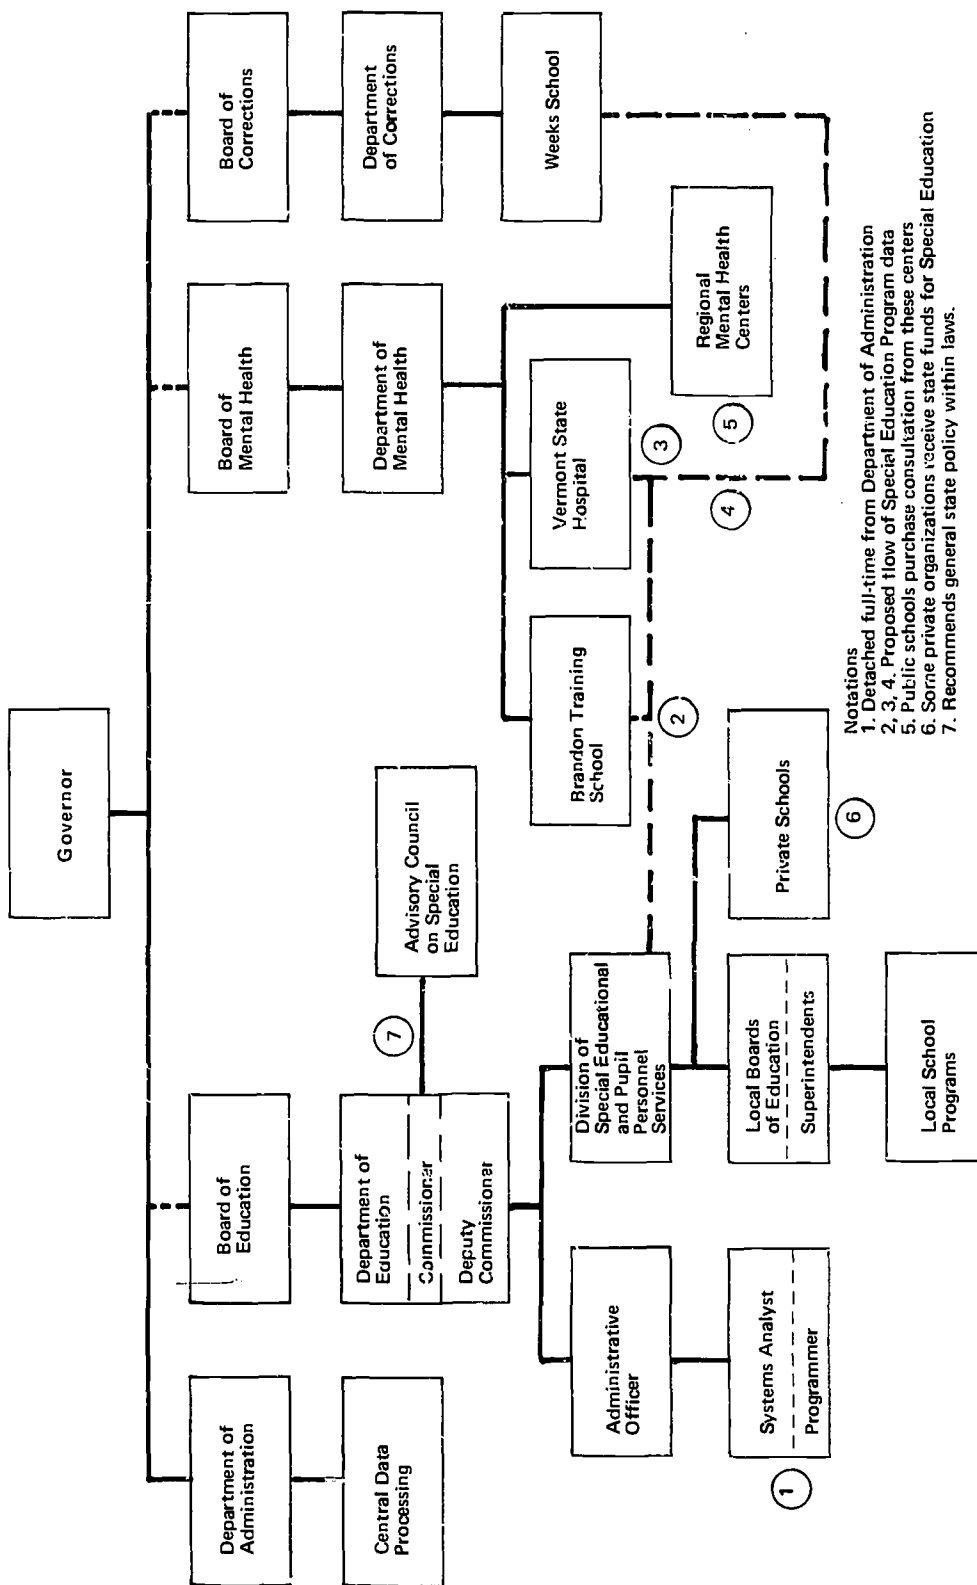 Governor
Department of
Administration
Board of
Education
Board of
Mental Health
Board of
Corrections
Central Data
Processing
Department of
Education
Commissioner
Deputy
Commissioner
7
Advisory Council
on Special
Education
Department of
Mental Health
Department
of Corrections
Administrative
Officer
Division of
Special Educational
and Pupil
Personnel
Services
Brandon Training
School
Vermont State
Hospital
Weeks School
2
3
4
5
Regional
Mental Health
Centers
1
Systems Analyst
Programmer
Local Boards
of Education
Superintendents
Private Schools
6
Local School
Programs
Notations
1. Detached full-time from Department of Administration
2, 3, 4. Proposed flow of Special Education Program data
5. Public schools purchase consultation from these centers
6. Some private organizations receive state funds for Special Education
7. Recommends general state policy within laws.